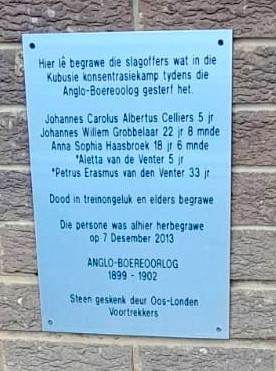 Hier lê begrawe die slagoffers wat in die
Kubusie konsentrasiekamp tydens die
Anglo-Boereoolog gesterf het.
Johannes Carolus Albertus Celliers 5 jr
Johannes Willem Grobbelaar 22 jr 8 mnde
Anna Sophia Haasbroek 18 jr 6 mnde
*Aletta van de Venter 5 jr
*Petrus Erasmus van den Venter 33 jr
Dood in treinongeluk en elders begrawe
Die persone was alhier herbegrawe
op 7 Desember 2013
ANGLO-BOEREOORLOG
1899 - 1902
Steen geskenk deur Oos-Londen
Voortrekkers